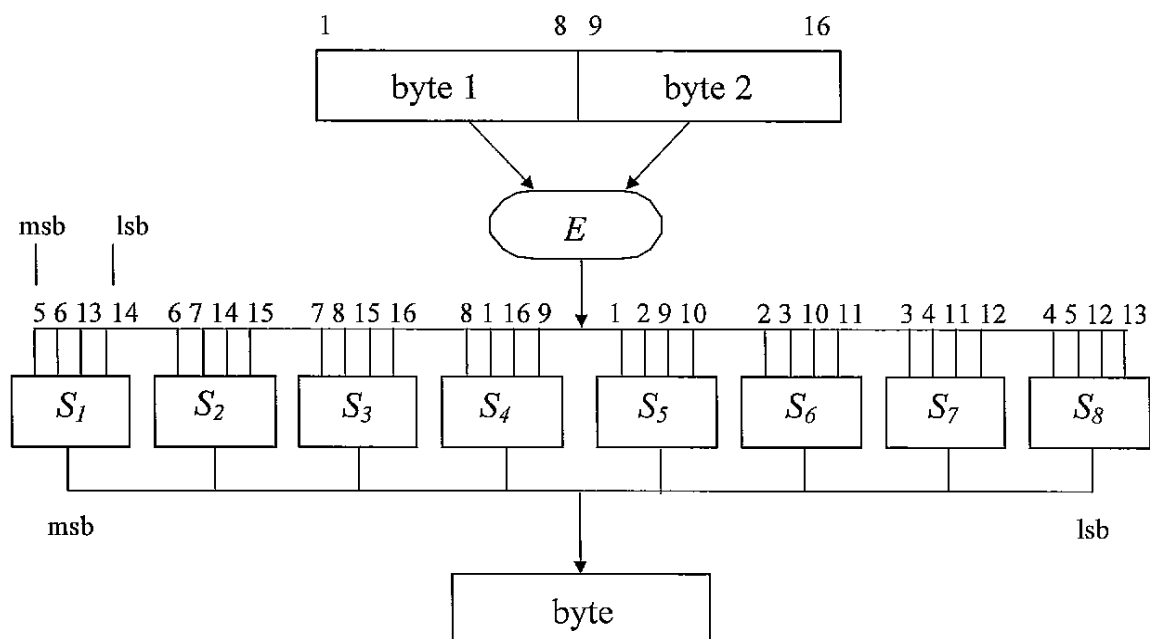 1 8 9 16
byte 1 byte 2
E
msb lsb
5 6 13 14 6 7 14 15 7 8 15 16 8 1 16 9 1 2 9 10 2 3 10 11 3 4 11 12 4 5 12 13
S1 S2 S3 S4 S5 S6 S7 S8
msb lsb
byte